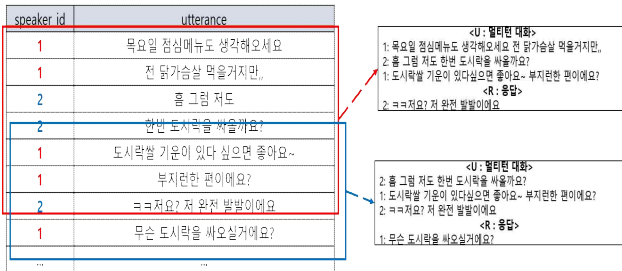 speaker id utterance
1 목요일 점심메뉴도 생각해오세요
1 전 닭가슴살 먹을거지만,,
2 흠 그럼 저도
2 한번 도시락을 싸올까요?
1 도시락쌀 기운이 있다 싶으면 좋아요~
1 부지런한 편이에요?
2 ㅋㅋ저요? 저 완전 발발이에요
1 무슨 도시락을 싸오실거에요?
... ...
<U : 멀티턴 대화>
1: 목요일 점심메뉴도 생각해오세요 전 닭가슴살 먹을거지만,,
2: 흠 그럼 저도 한번 도시락을 싸올까요?
1: 도시락쌀 기운이 있다싶으면 좋아요~ 부지런한 편이에요?
<R : 응답>
2: ㅋㅋ저요? 저 완전 발발이에요
<U : 멀티턴 대화>
2: 흠 그럼 저도 한번 도시락을 싸올까요?
1: 도시락쌀 기운이 있다싶으면 좋아요~ 부지런한 편이에요?
2: ㅋㅋ저요? 저 완전 발발이에요
<R : 응답>
1: 무슨 도시락을 싸오실거에요?